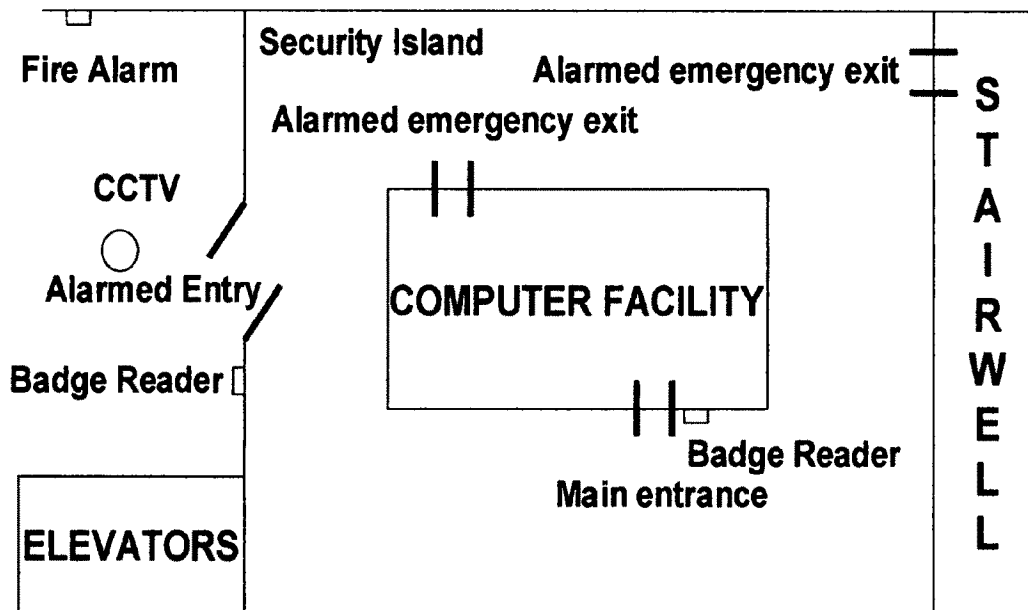 Security Island
Fire Alarm
Alarmed emergency exit
Alarmed emergency exit
CCTV
Alarmed Entry
COMPUTER FACILITY
Badge Reader
Badge Reader
Main entrance
ELEVATORS
STAIRWELL